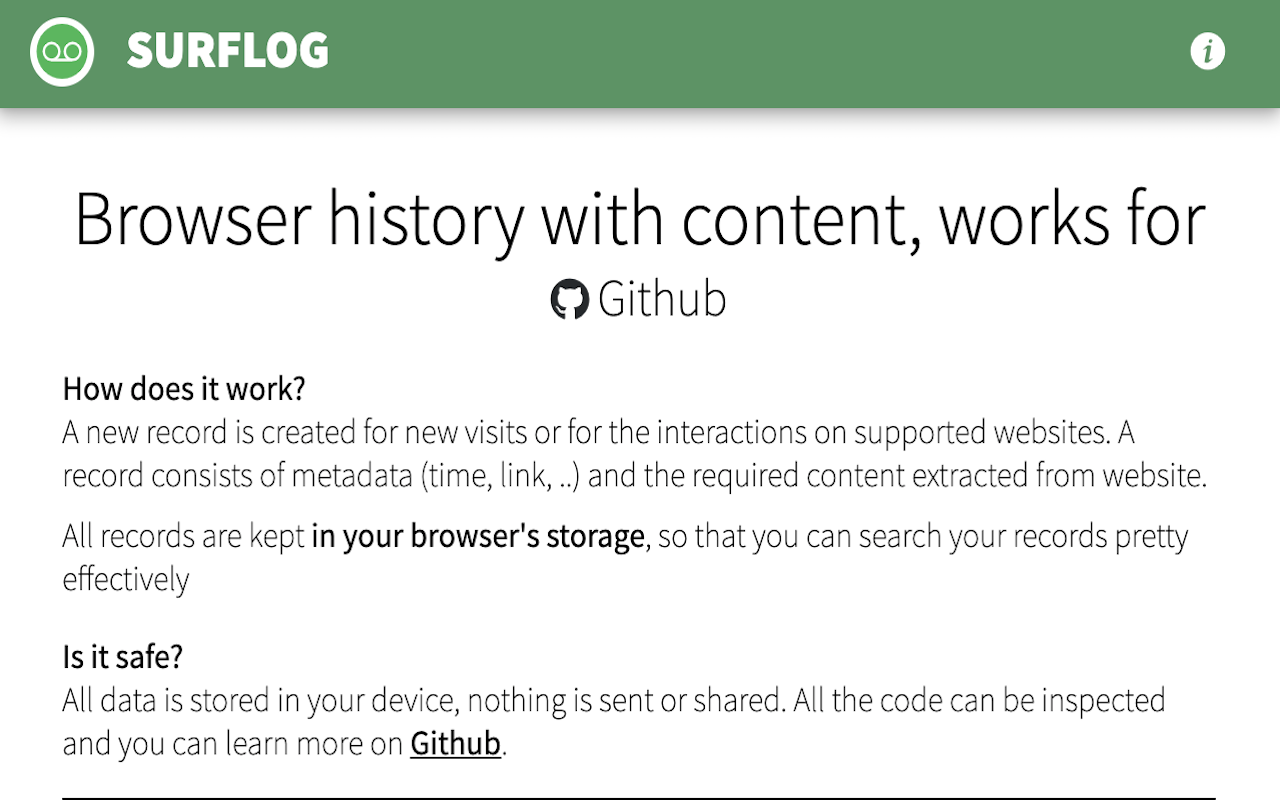 SURFLOG
i
Browser history with content, works for
Github
How does it work?
A new record is created for new visits or for the interactions on supported websites. A
record consists of metadata (time, link, ..) and the required content extracted from website.
All records are kept in your browser's storage, so that you can search your records pretty
effectively
Is it safe?
All data is stored in your device, nothing is sent or shared. All the code can be inspected
and you can learn more on Github.